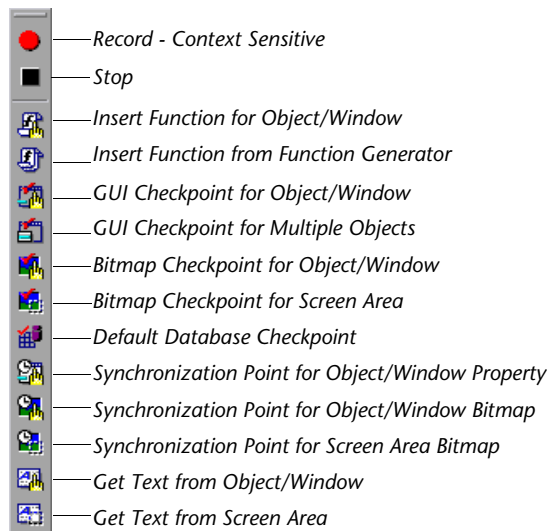 Record - Context Sensitive
Stop
Insert Function for Object/Window
Insert Function from Function Generator
GUI Checkpoint for Object/Window
GUI Checkpoint for Multiple Objects
Bitmap Checkpoint for Object/Window
Bitmap Checkpoint for Screen Area
Default Database Checkpoint
Synchronization Point for Object/Window Property
Synchronization Point for Object/Window Bitmap
Synchronization Point for Screen Area Bitmap
Get Text from Object/Window
Get Text from Screen Area